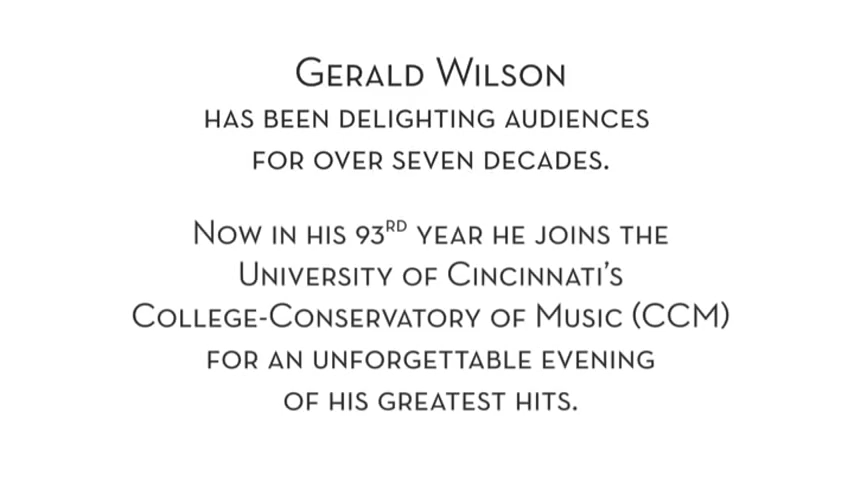 Gerald Wilson
has been delighting audiences
for over seven decades.
Now in his 93rd year he joins the
University of Cincinnati's
College-Conservatory of Music (CCM)
for an unforgettable evening
of his greatest hits.